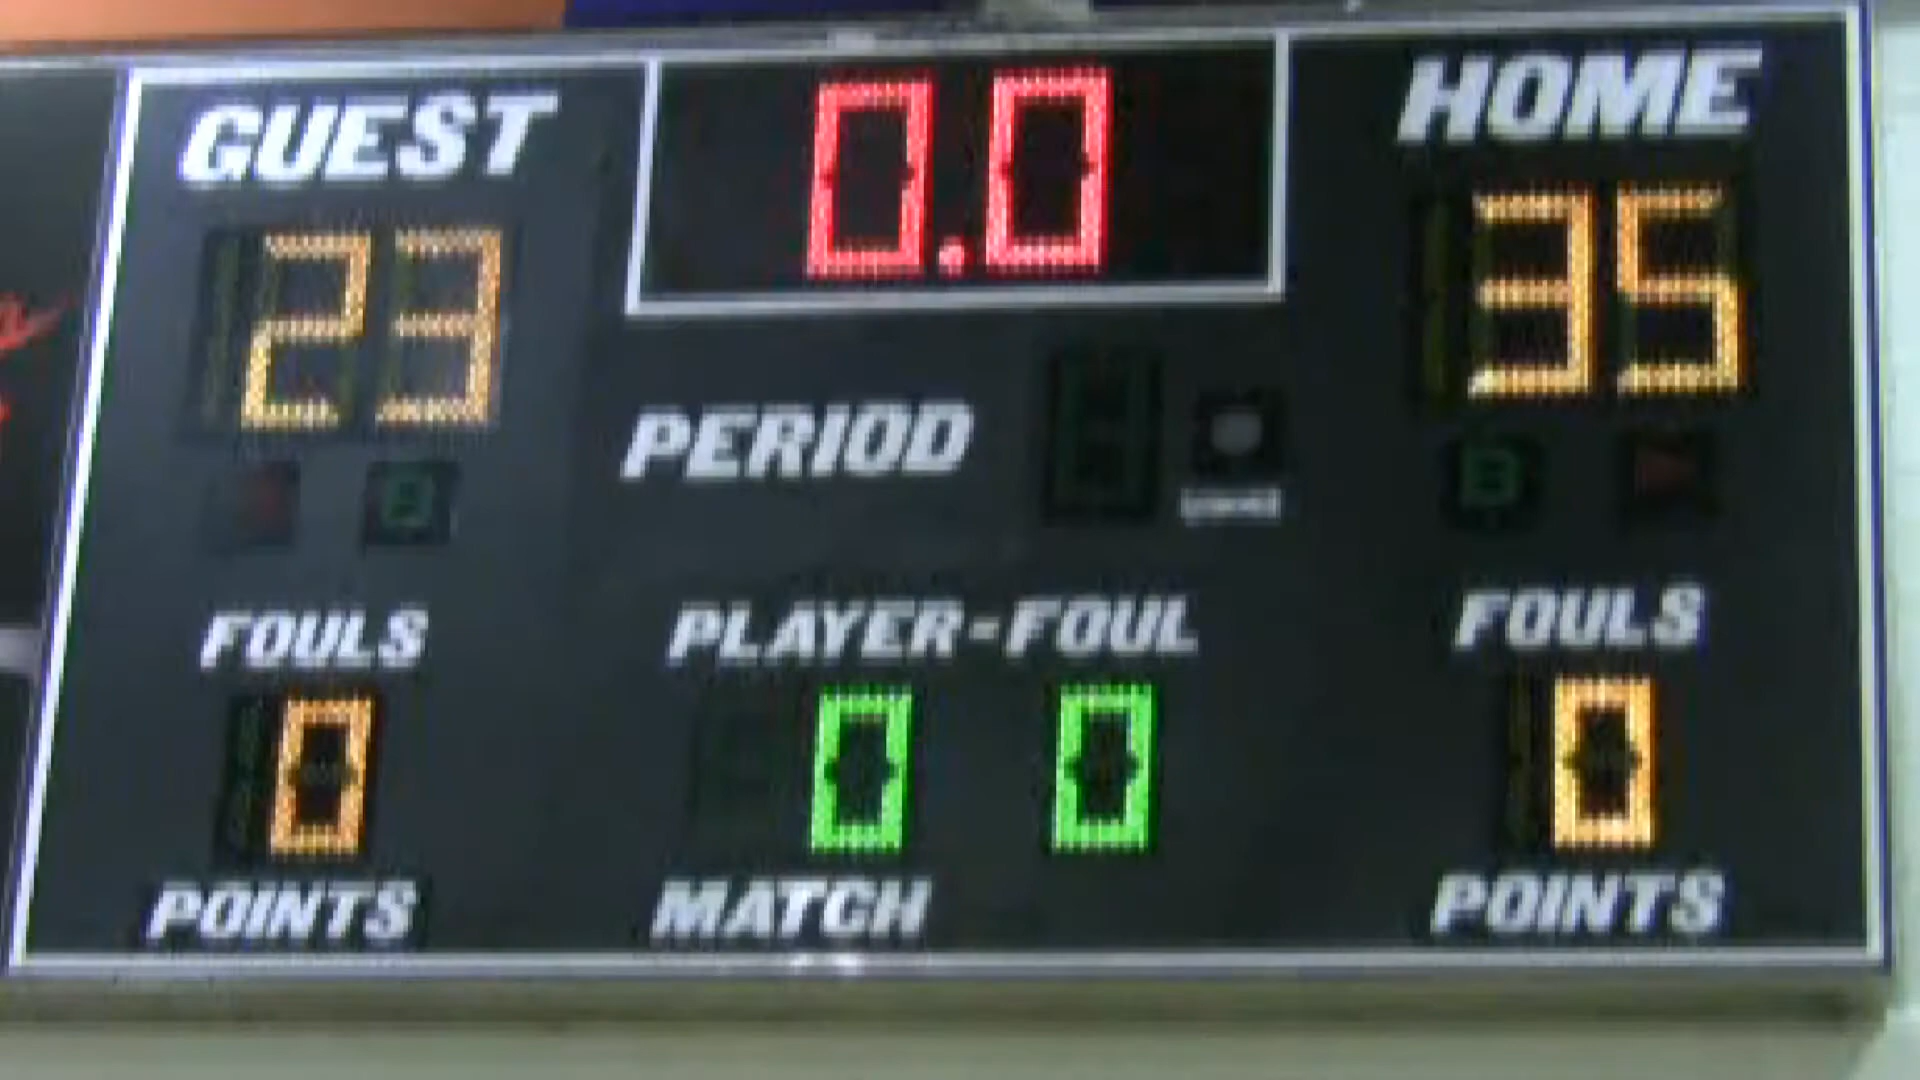 GUEST 0.0 HOME
23 35
PERIOD
B B
FOULS PLAYER-FOUL FOULS
0 0 0 0
POINTS MATCH POINTS